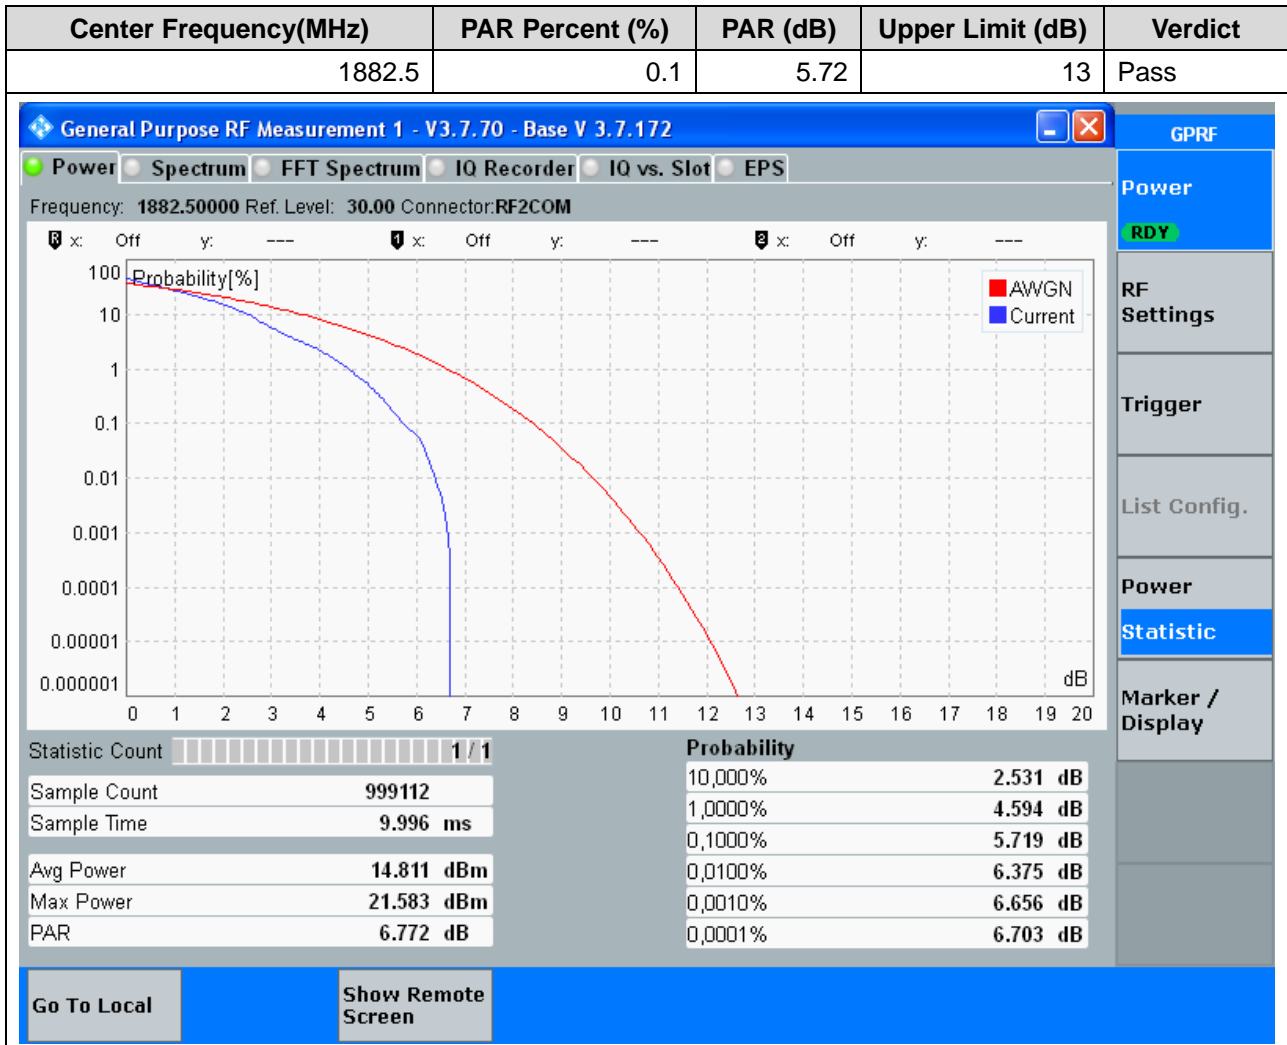 Center Frequency(MHz) PAR Percent (%) PAR (dB) Upper Limit (dB) Verdict
1882.5 0.1 5.72 13 Pass
General Purpose RF Measurement 1 - V3.7.70 - Base V 3.7.172
GPRF
Power Spectrum FFT Spectrum IQ Recorder IQ vs. Slot EPS
Frequency: 1882.50000 Ref. Level: 30.00 Connector:RF2COM
R x: Off y: --- 1 x: Off y: --- 2 x: Off y: ---
Probability[%]
100
10
1
0.1
0.01
0.001
0.0001
0.00001
0.000001
AWGN
Current
dB
0 1 2 3 4 5 6 7 8 9 10 11 12 13 14 15 16 17 18 19 20
Statistic Count 1 / 1
Sample Count 999112
Sample Time 9.996 ms
Avg Power 14.811 dBm
Max Power 21.583 dBm
PAR 6.772 dB
Probability
10,000% 2.531 dB
1,0000% 4.594 dB
0,1000% 5.719 dB
0,0100% 6.375 dB
0,0010% 6.656 dB
0,0001% 6.703 dB
Power
RDY
RF
Settings
Trigger
List Config.
Power
Statistic
Marker /
Display
Go To Local
Show Remote
Screen